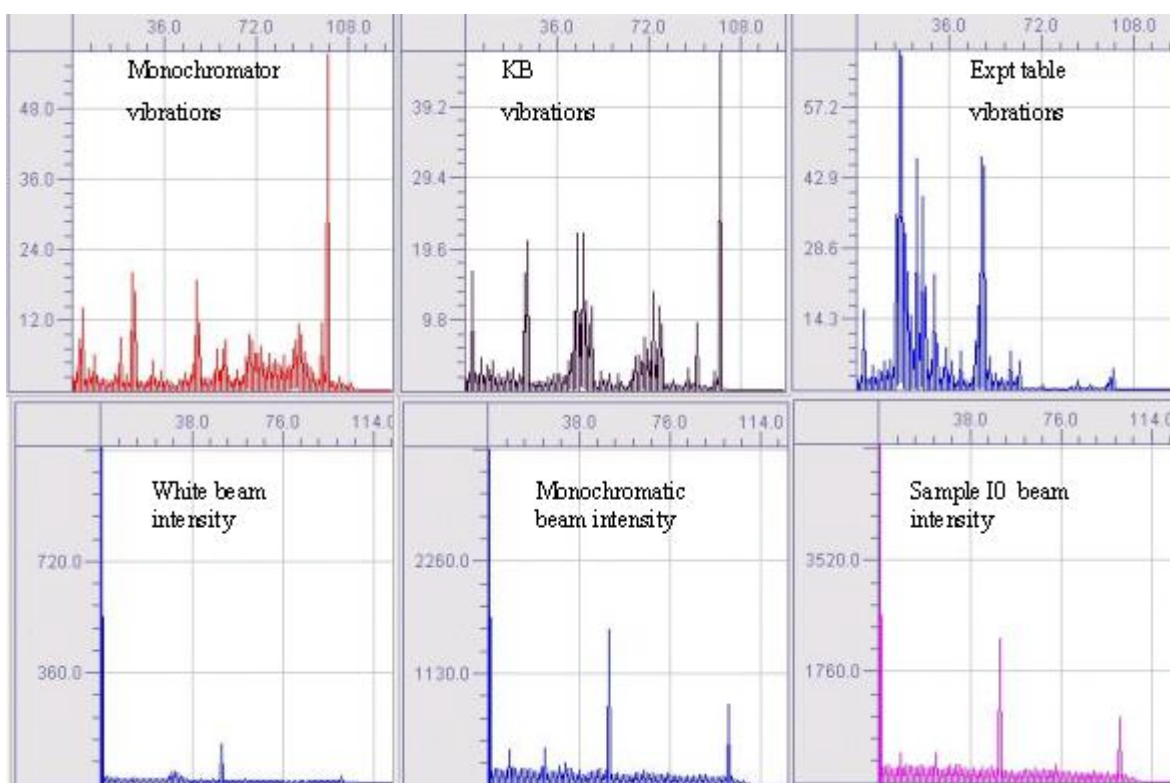 36.0 72.0 108.0
Monochromator
vibrations
48.0
36.0
24.0
12.0
36.0 72.0 108.0
KB
vibrations
39.2
29.4
19.6
9.8
36.0 72.0 108.0
Expt table
vibrations
57.2
42.9
28.6
14.3
38.0 76.0 114.0
White beam
intensity
720.0
360.0
38.0 76.0 114.0
Monochromatic
beam intensity
2260.0
1130.0
38.0 76.0 114.0
Sample I0 beam
intensity
3520.0
1760.0